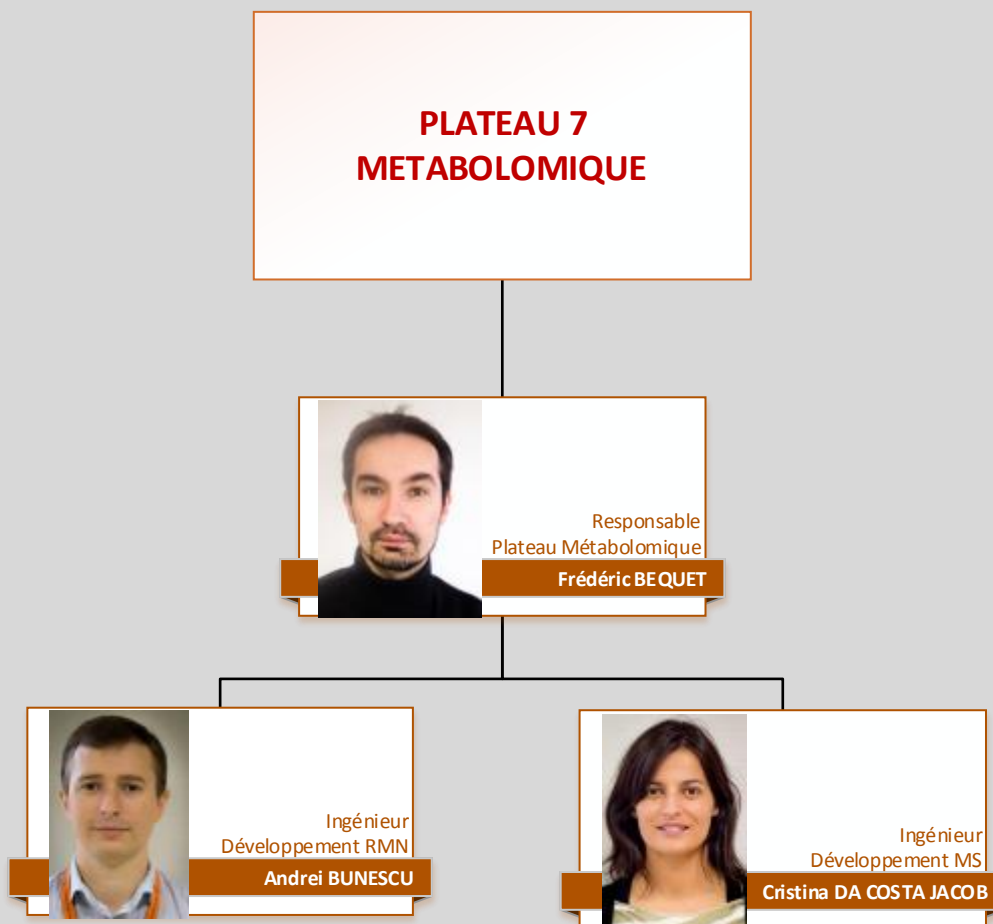 PLATEAU 7
METABOLOMIQUE
Responsable
Plateau Métabolomique
Frédéric BEQUET
Ingénieur
Développement RMN
Andrei BUNESCU
Ingénieur
Développement MS
Cristina DA COSTA JACOB